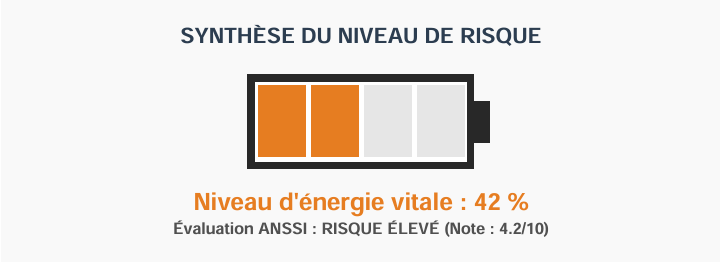 SYNTHÈSE DU NIVEAU DE RISQUE
Niveau d'énergie vitale : 42 %
Évaluation ANSSI : RISQUE ÉLEVÉ (Note : 4.2/10)